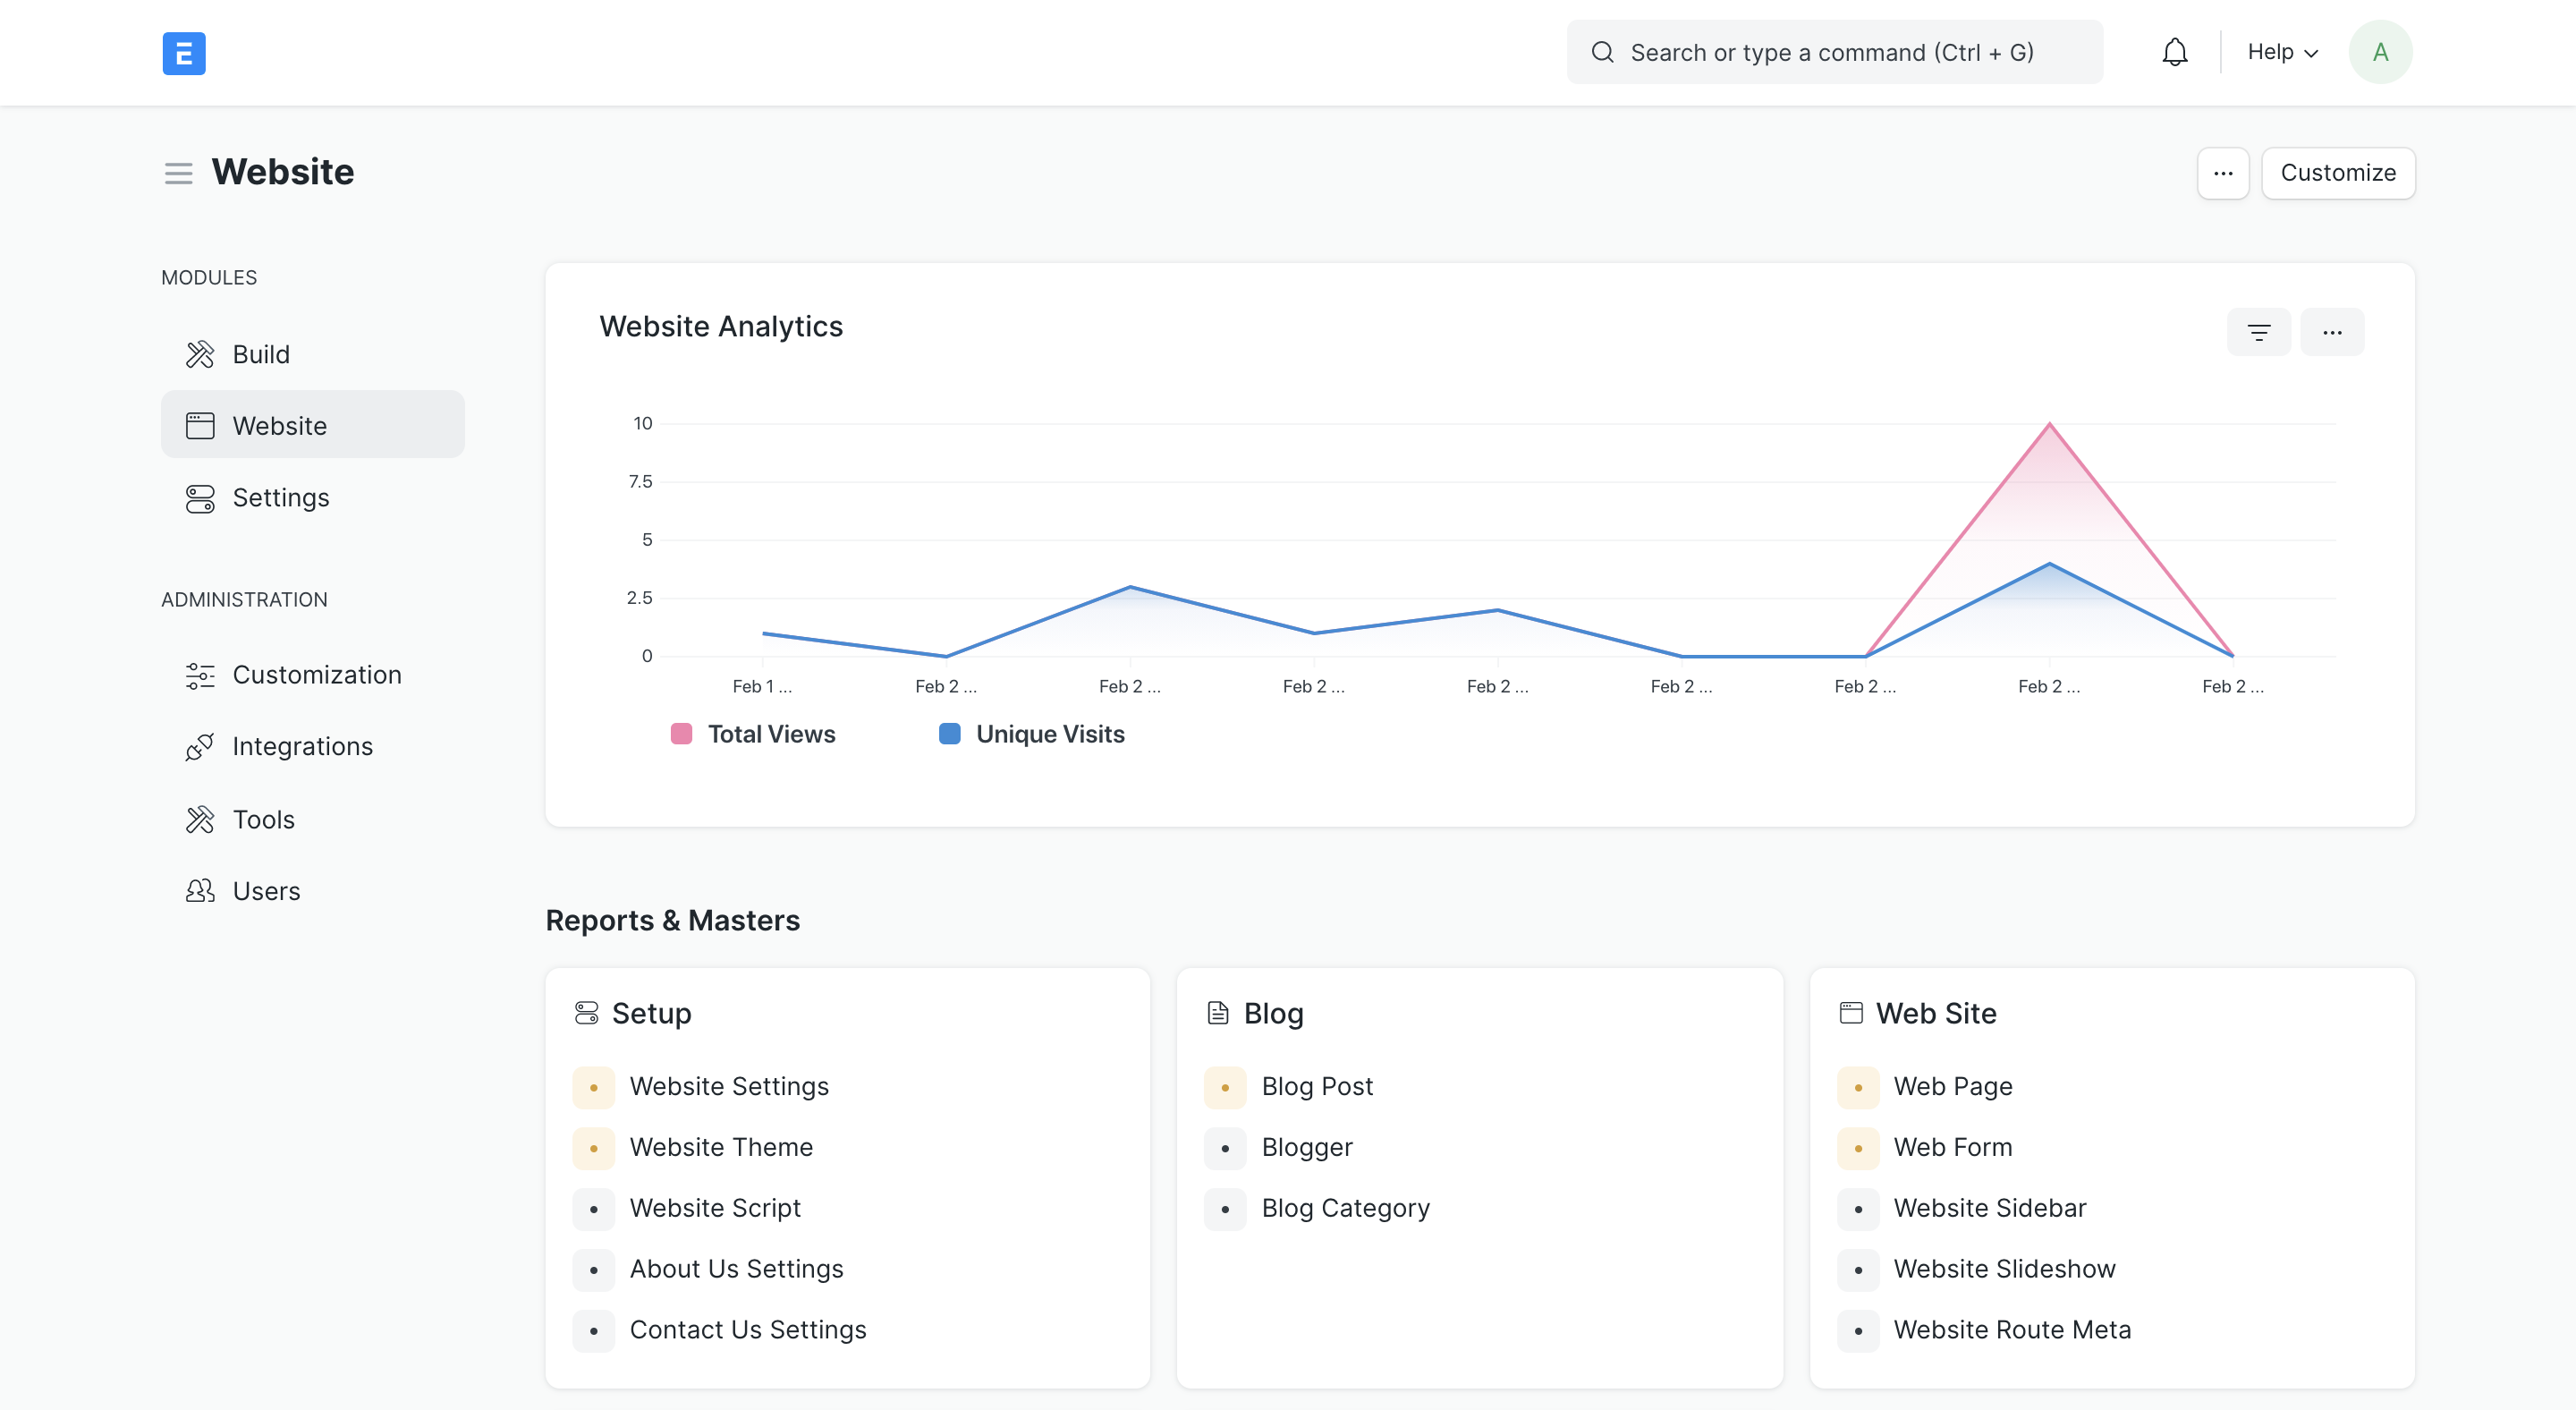 E
Search or type a command (Ctrl + G)
Help
A
Website
Customize
MODULES
Build
Website
Settings
ADMINISTRATION
Customization
Integrations
Tools
Users
Website Analytics
10
7.5
5
2.5
0
Feb 1 ...
Feb 2 ...
Feb 2 ...
Feb 2 ...
Feb 2 ...
Feb 2 ...
Feb 2 ...
Feb 2 ...
Feb 2 ...
Total Views
Unique Visits
Reports & Masters
Setup
Website Settings
Website Theme
Website Script
About Us Settings
Contact Us Settings
Blog
Blog Post
Blogger
Blog Category
Web Site
Web Page
Web Form
Website Sidebar
Website Slideshow
Website Route Meta